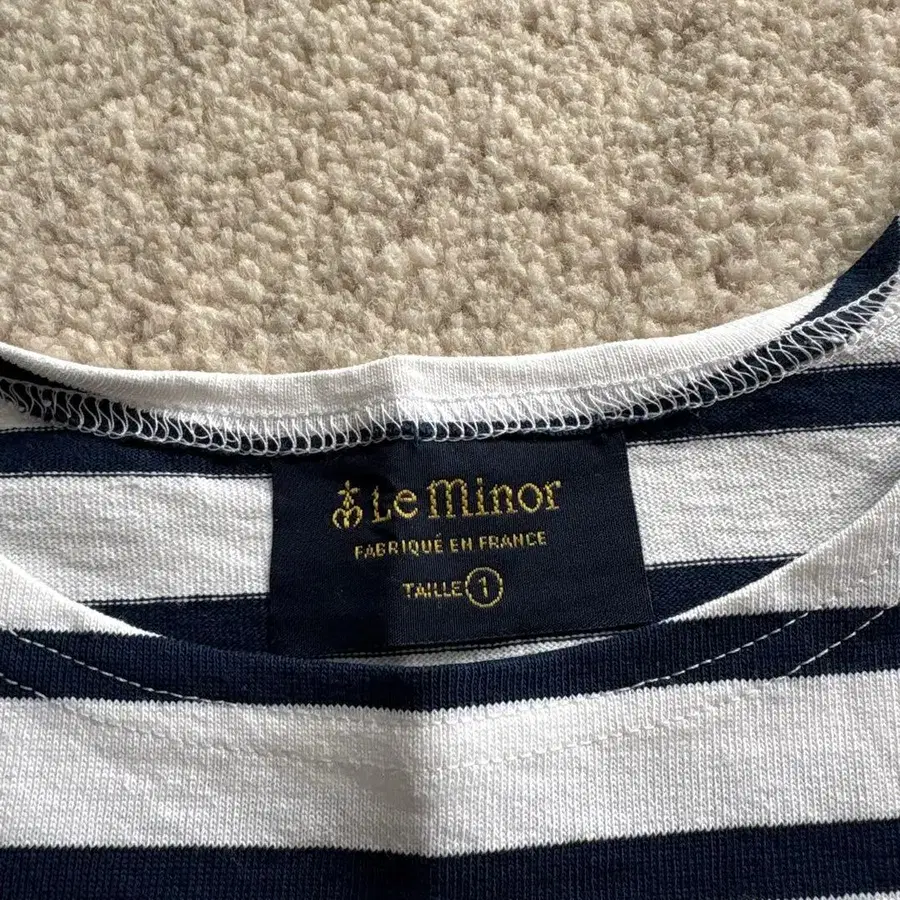 Le Minor
FABRIQUÉ EN FRANCE
TAILLE 1